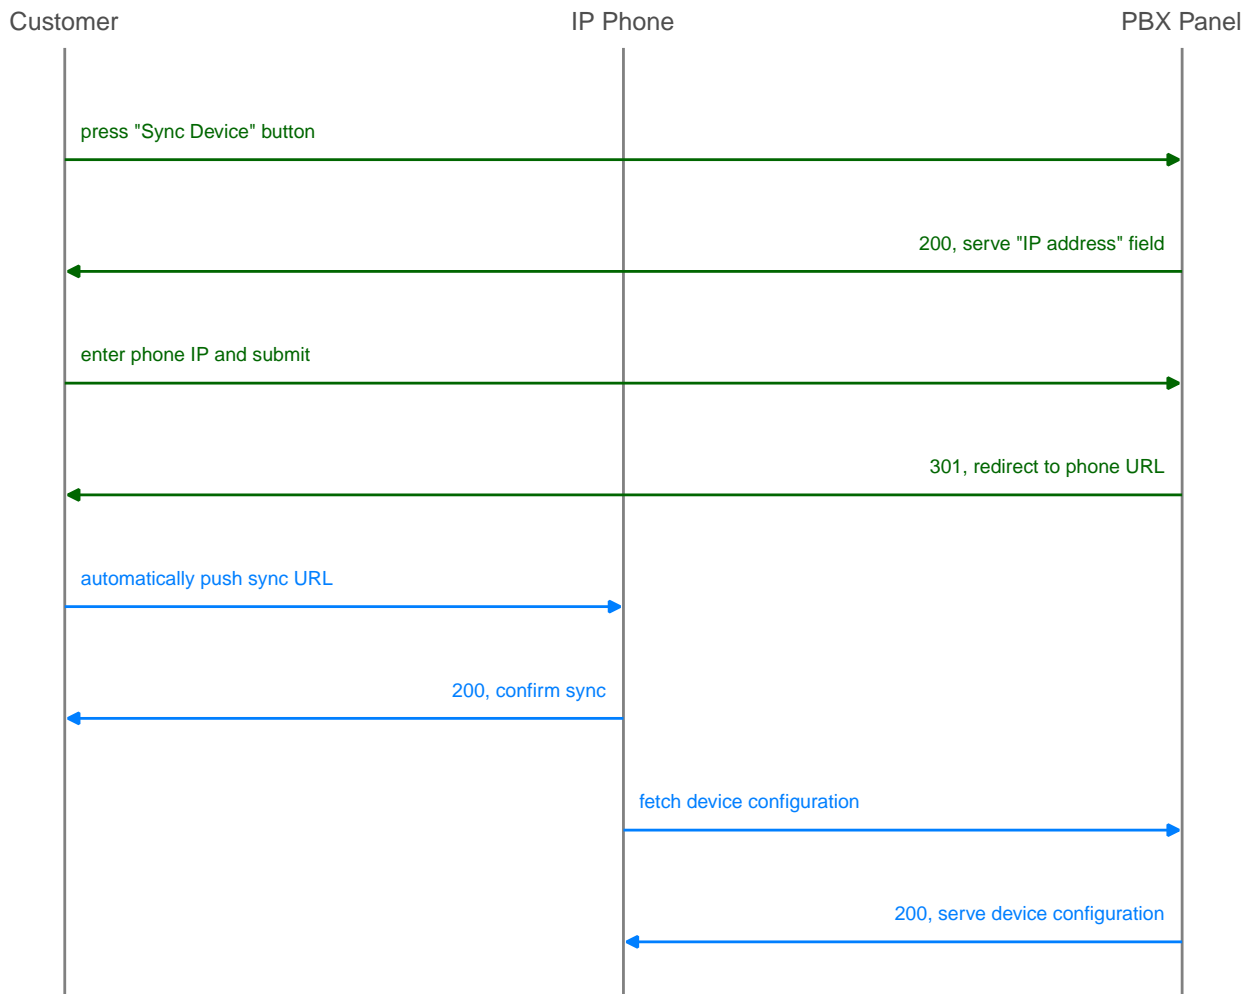 Customer
IP Phone
PBX Panel
press "Sync Device" button
200, serve "IP address" field
enter phone IP and submit
301, redirect to phone URL
automatically push sync URL
200, confirm sync
fetch device configuration
200, serve device configuration